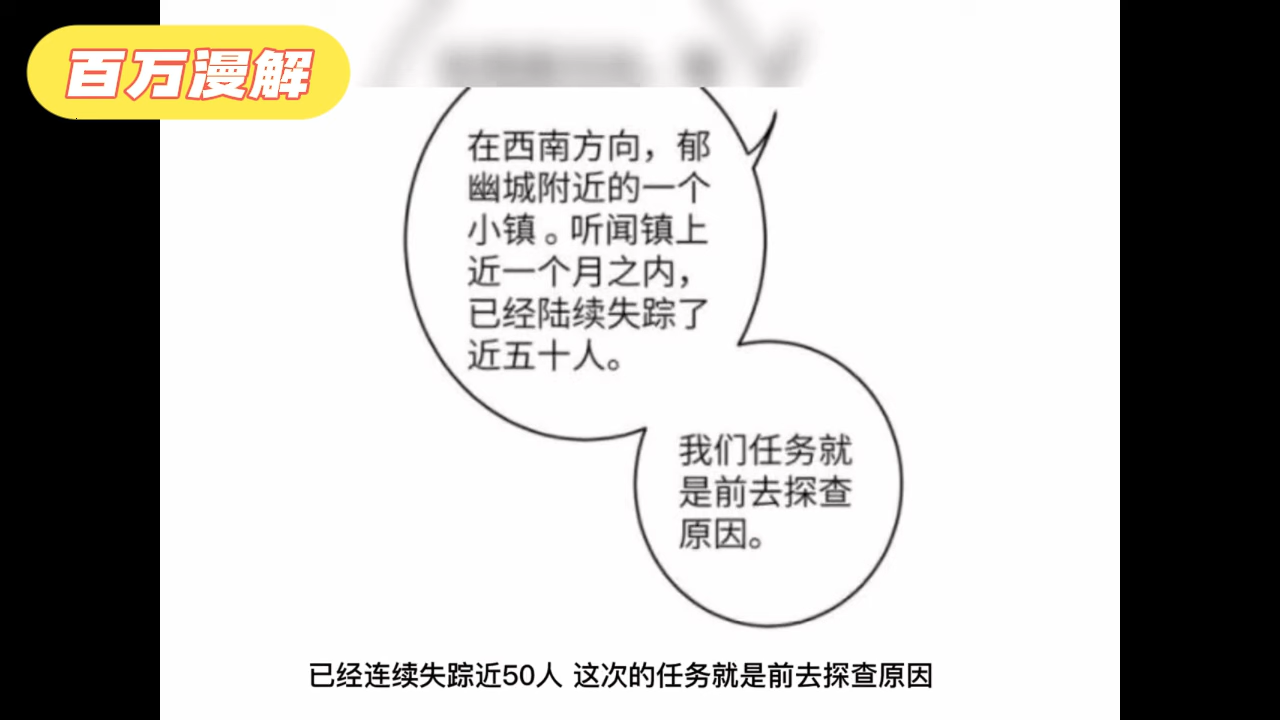 百万漫解
在西南方向，郁
幽城附近的一个
小镇。听闻镇上
近一个月之内，
已经陆续失踪了
近五十人。
我们任务就
是前去探查
原因。
已经连续失踪近50人 这次的任务就是前去探查原因